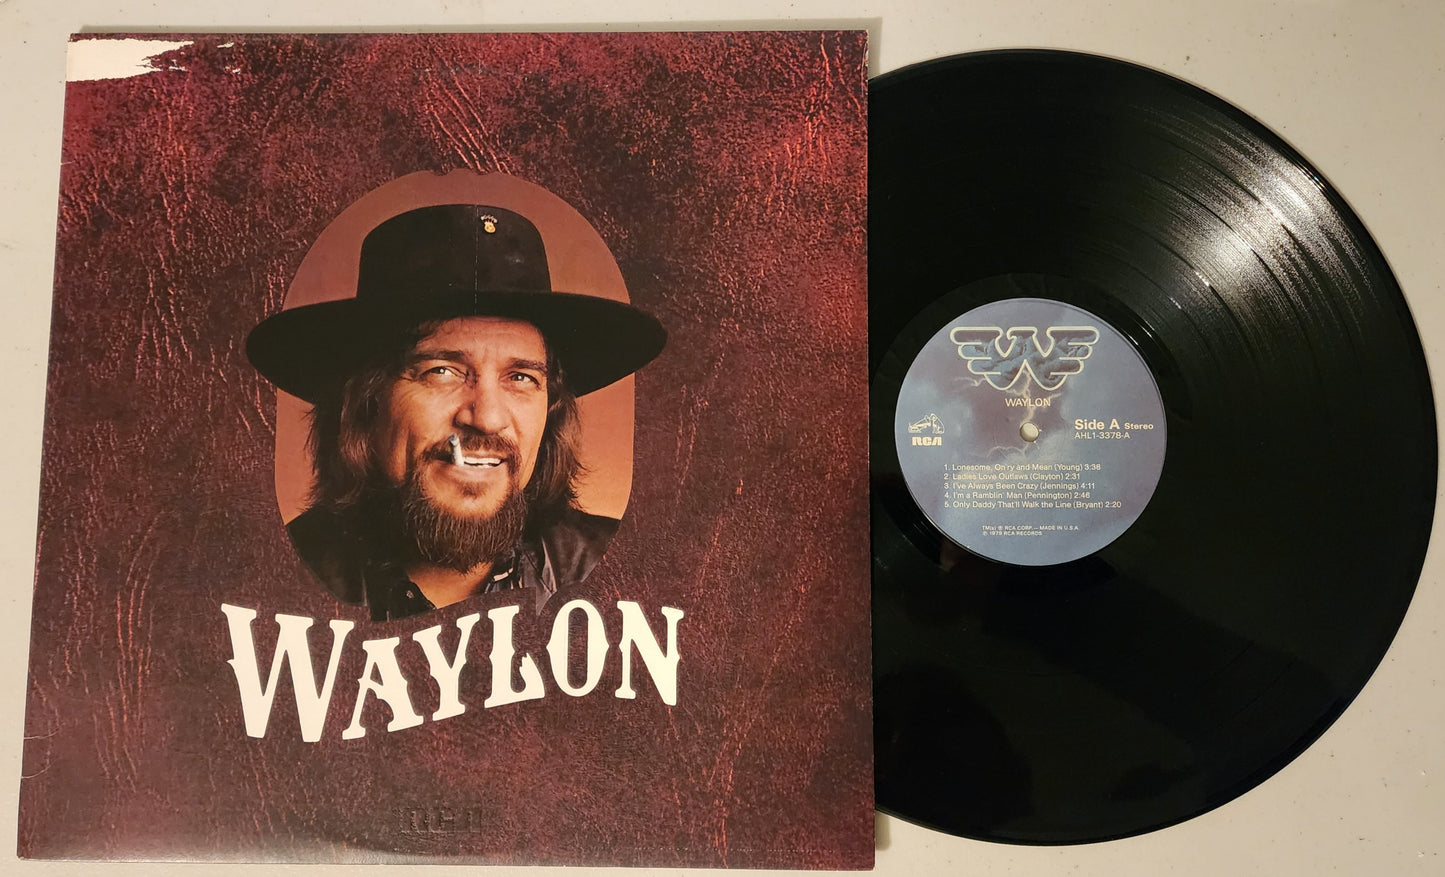 WAYLON
RCA
W
WAYLON
Side A Stereo
AHL1-3378-A
RCA
1. Lonesome, On'ry and Mean (Young) 3:38
2. Ladies Love Outlaws (Clayton) 2:31
3. I've Always Been Crazy (Jennings) 4:11
4. I'm a Ramblin' Man (Pennington) 2:46
5. Only Daddy That'll Walk the Line (Bryant) 2:20
TM(s) ® RCA CORP.—MADE IN U.S.A.
℗ 1979 RCA RECORDS